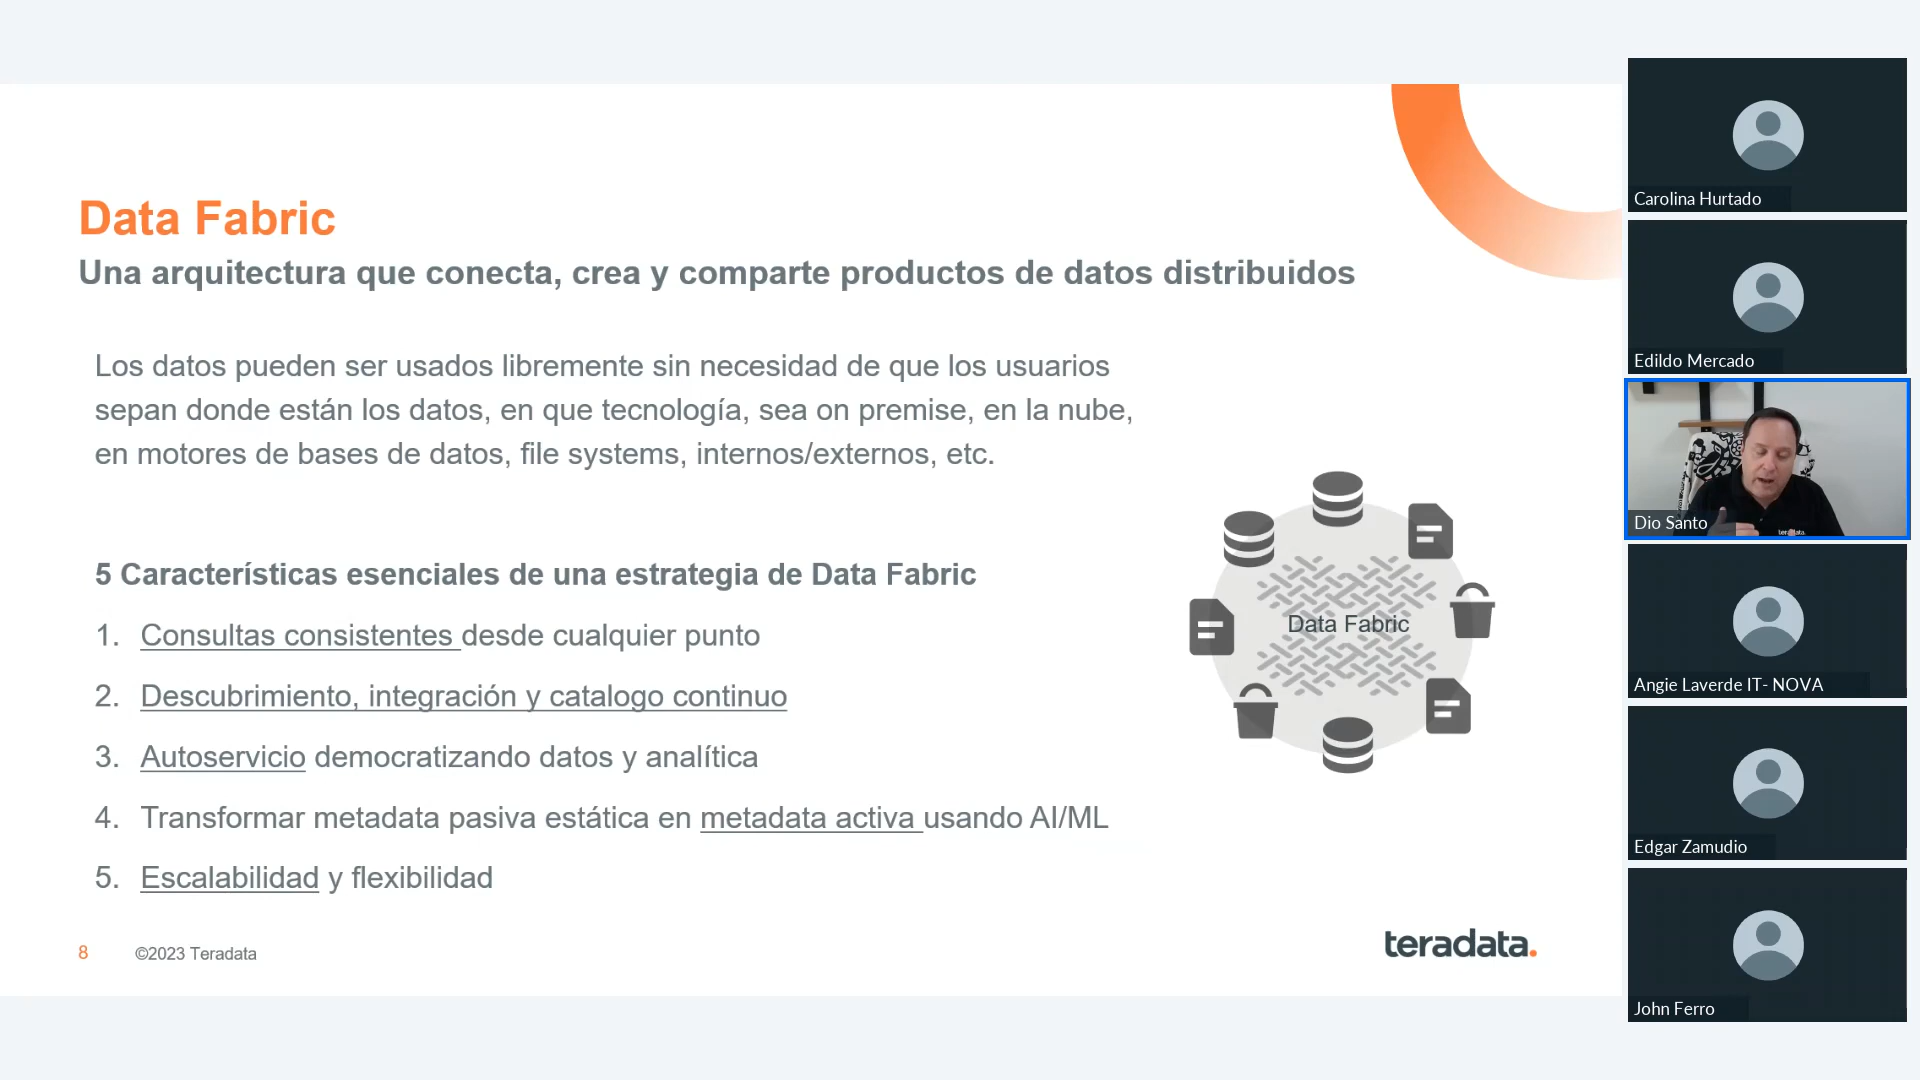 Data Fabric
Una arquitectura que conecta, crea y comparte productos de datos distribuidos
Los datos pueden ser usados libremente sin necesidad de que los usuarios
sepan donde están los datos, en que tecnología, sea on premise, en la nube,
en motores de bases de datos, file systems, internos/externos, etc.
5 Características esenciales de una estrategia de Data Fabric
1. Consultas consistentes desde cualquier punto
2. Descubrimiento, integración y catalogo continuo
3. Autoservicio democratizando datos y analítica
4. Transformar metadata pasiva estática en metadata activa usando AI/ML
5. Escalabilidad y flexibilidad
Data Fabric
8 ©2023 Teradata
teradata.
Carolina Hurtado
Edildo Mercado
Dio Santo
teradata.
Angie Laverde IT- NOVA
Edgar Zamudio
John Ferro